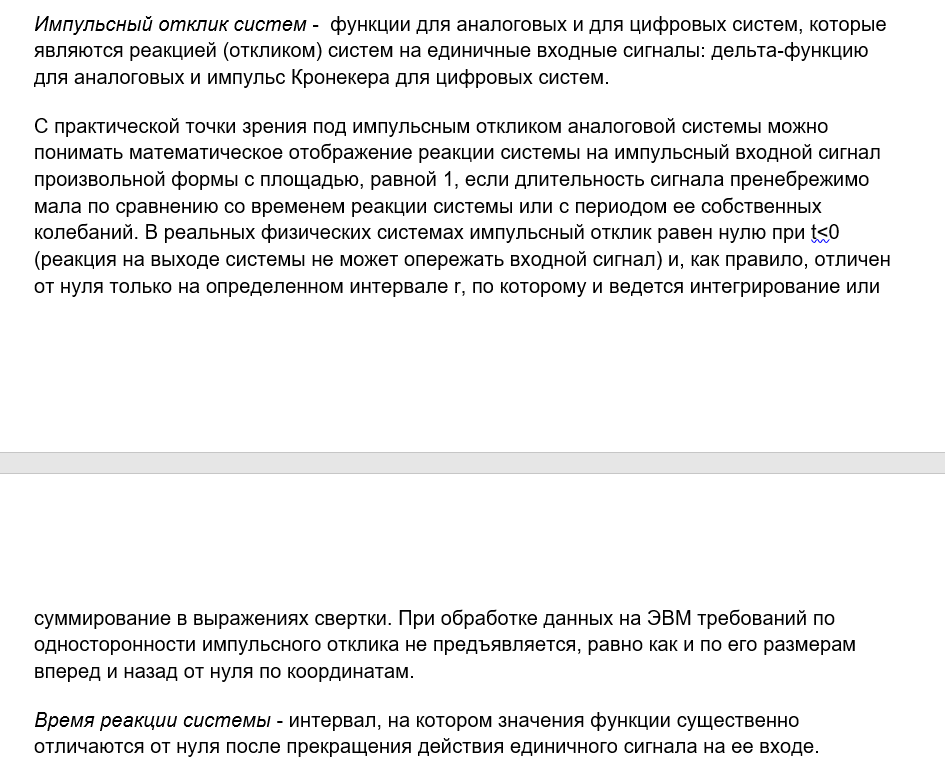 Импульсный отклик систем -  функции для аналоговых и для цифровых систем, которые
являются реакцией (откликом) систем на единичные входные сигналы: дельта-функцию
для аналоговых и импульс Кронекера для цифровых систем.
С практической точки зрения под импульсным откликом аналоговой системы можно
понимать математическое отображение реакции системы на импульсный входной сигнал
произвольной формы с площадью, равной 1, если длительность сигнала пренебрежимо
мала по сравнению со временем реакции системы или с периодом ее собственных
колебаний. В реальных физических системах импульсный отклик равен нулю при t<0
(реакция на выходе системы не может опережать входной сигнал) и, как правило, отличен
от нуля только на определенном интервале r, по которому и ведется интегрирование или
суммирование в выражениях свертки. При обработке данных на ЭВМ требований по
односторонности импульсного отклика не предъявляется, равно как и по его размерам
вперед и назад от нуля по координатам.
Время реакции системы - интервал, на котором значения функции существенно
отличаются от нуля после прекращения действия единичного сигнала на ее входе.